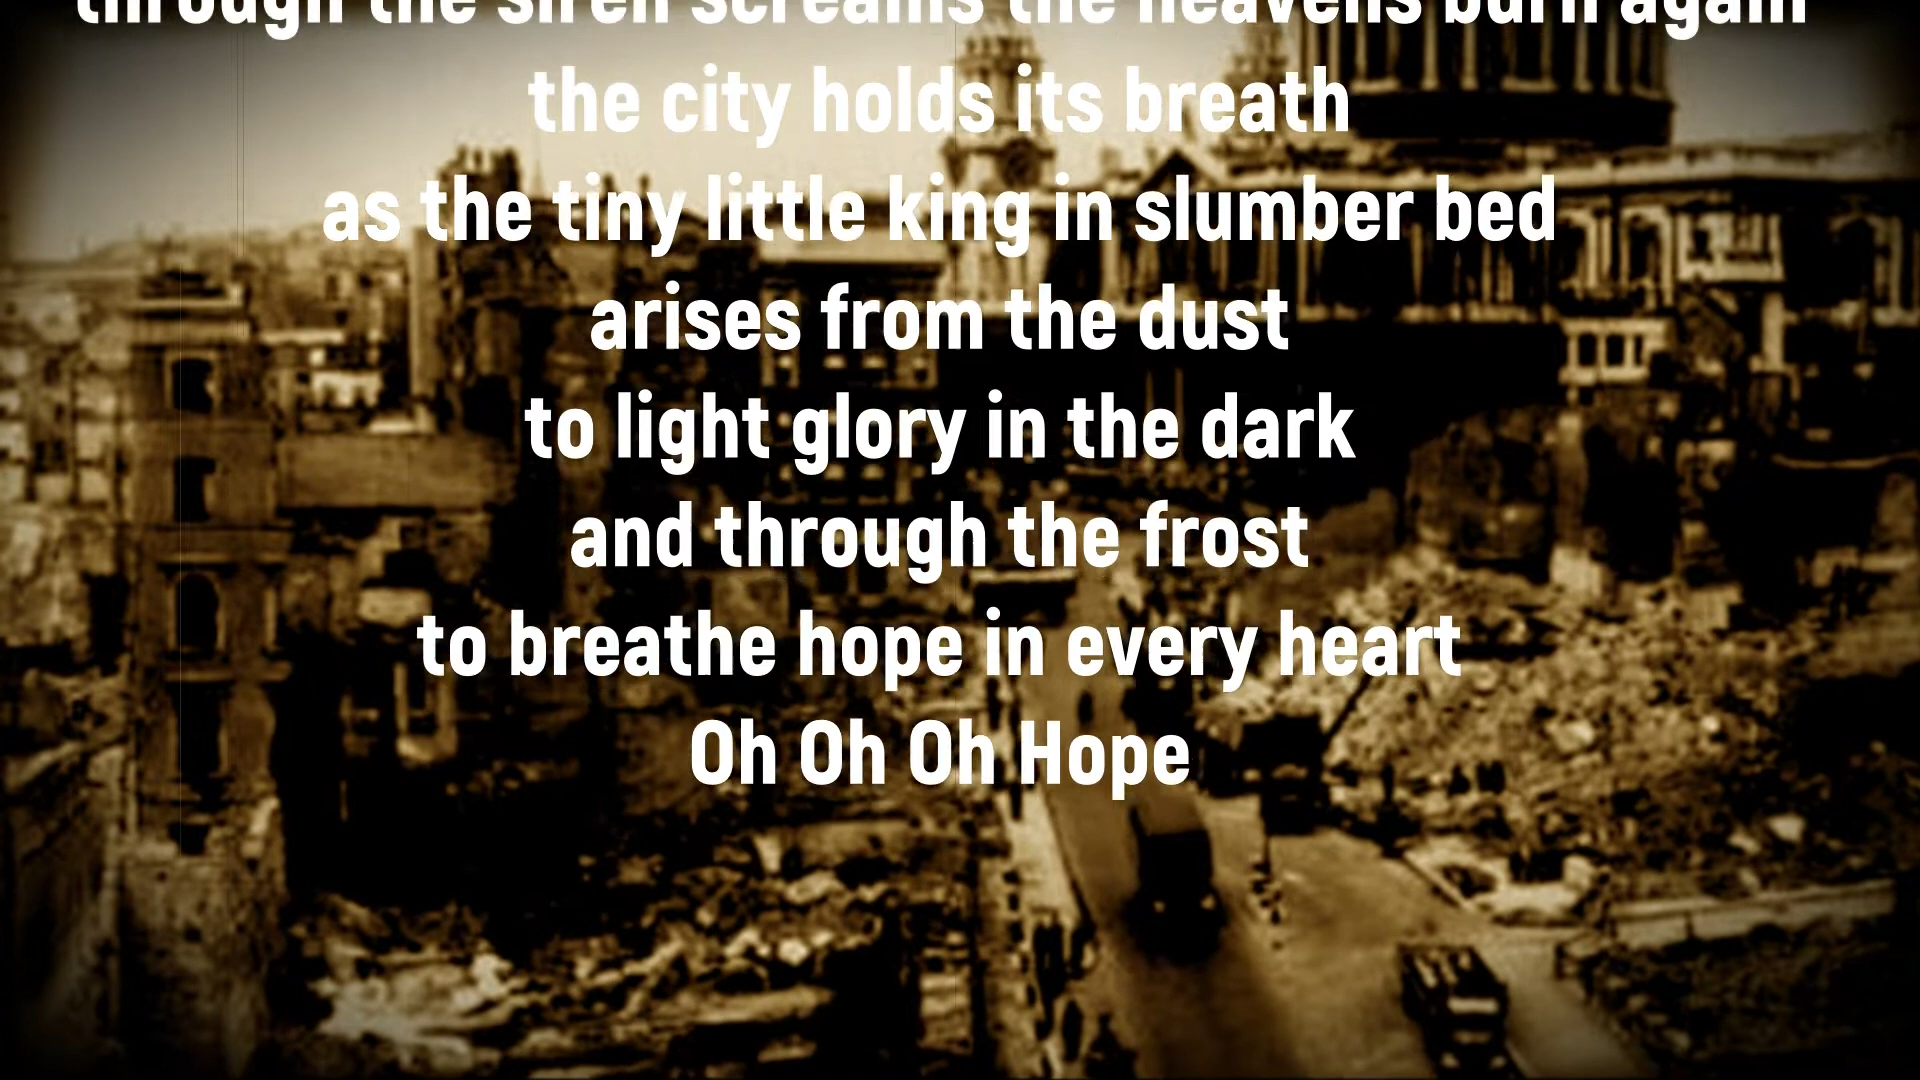 through the siren screams the heavens burn again
the city holds its breath
as the tiny little king in slumber bed
arises from the dust
to light glory in the dark
and through the frost
to breathe hope in every heart
Oh Oh Oh Hope